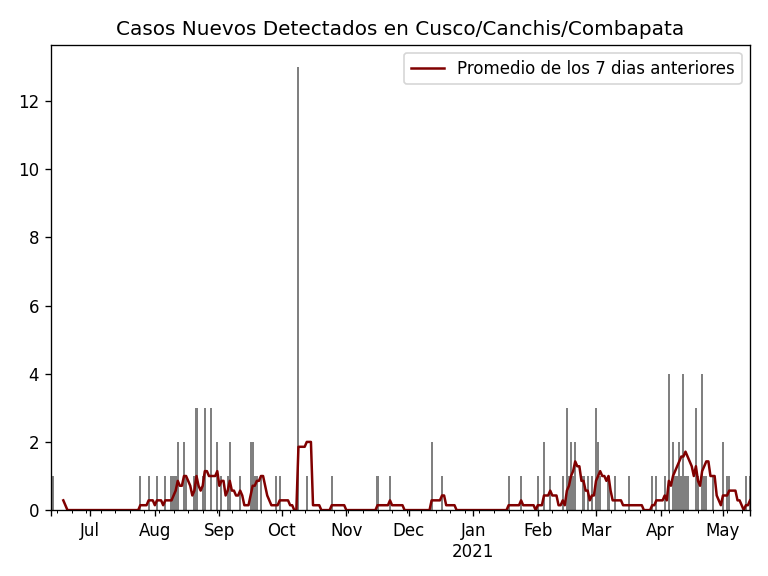 Casos Nuevos Detectados en Cusco/Canchis/Combapata
Promedio de los 7 dias anteriores
12
10
8
6
4
2
0
Jul Aug Sep Oct Nov Dec Jan Feb Mar Apr May
2021